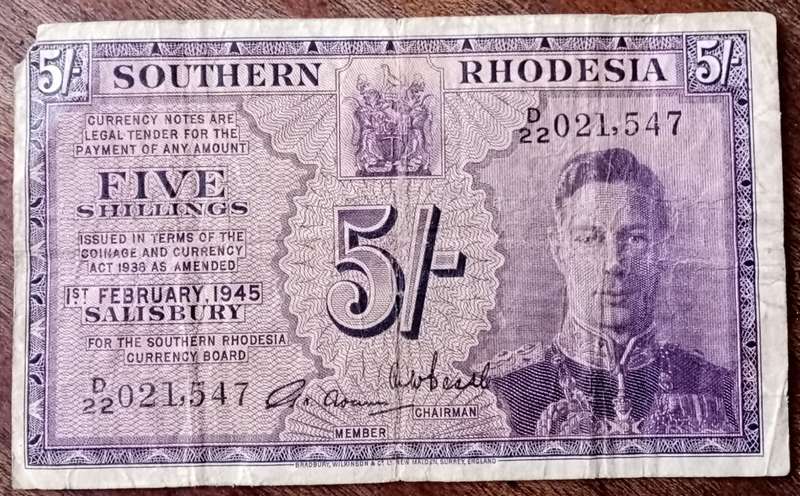 5/-
5/-
SOUTHERN RHODESIA
CURRENCY NOTES ARE
LEGAL TENDER FOR THE
PAYMENT OF ANY AMOUNT
D/22 021,547
FIVE
SHILLINGS
ISSUED IN TERMS OF THE
COINAGE AND CURRENCY
ACT 1938 AS AMENDED
5/-
1ST FEBRUARY, 1945
SALISBURY
FOR THE SOUTHERN RHODESIA
CURRENCY BOARD
D/22 021,547
CHAIRMAN
MEMBER
BRADBURY, WILKINSON & Cº Lᴰ NEW MALDEN, SURREY, ENGLAND